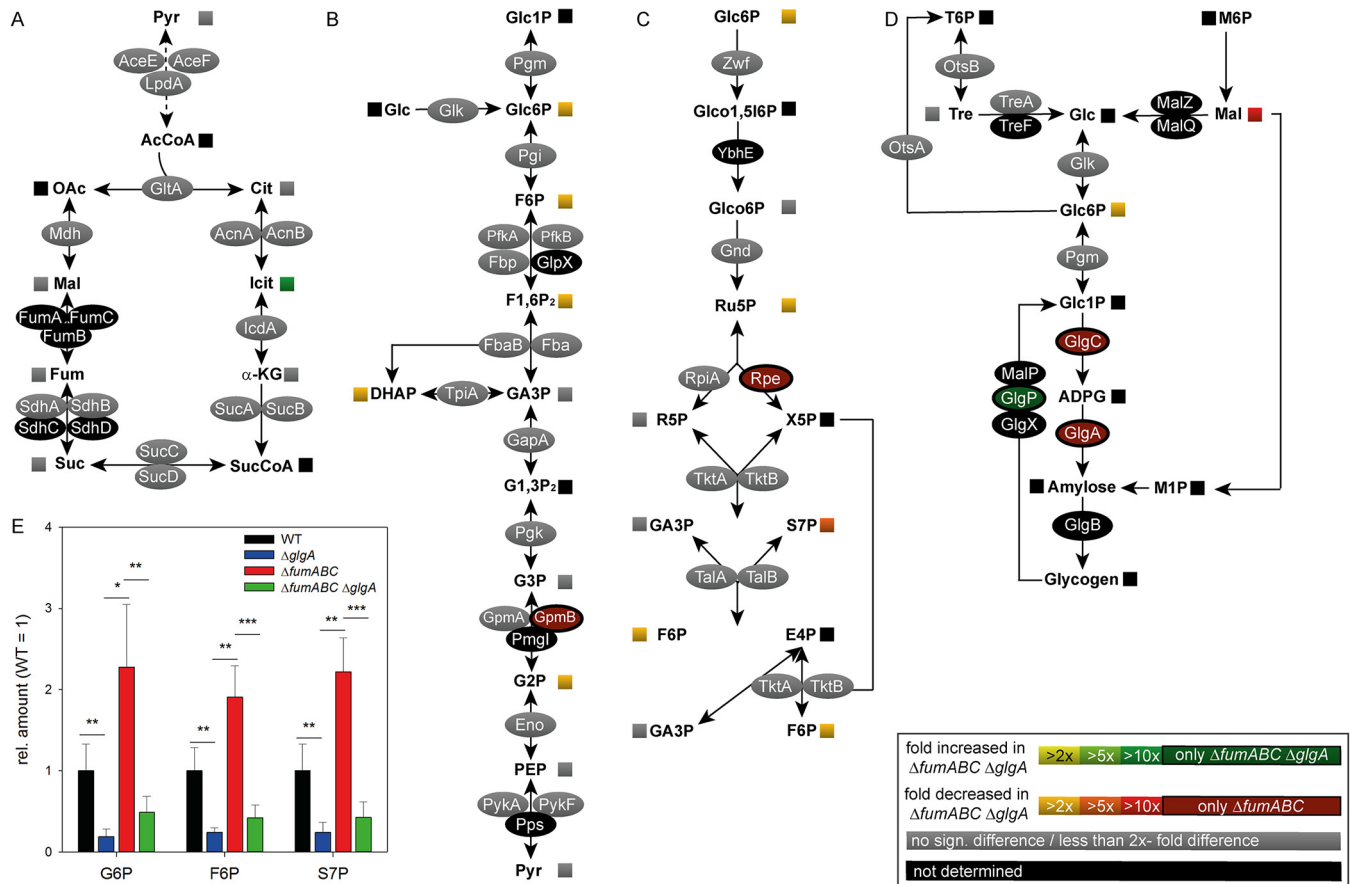 A
Pyr
AceE
AceF
LpdA
AcCoA
OAc
GltA
Cit
Mdh
AcnA
AcnB
Mal
Icit
FumA
FumC
FumB
IcdA
Fum
α-KG
SdhA
SdhB
SdhC
SdhD
SucA
SucB
Suc
SucC
SucD
SucCoA
B
Glc1P
Pgm
Glc
Glk
Glc6P
Pgi
F6P
PfkA
PfkB
Fbp
GlpX
F1,6P₂
FbaB
Fba
DHAP
TpiA
GA3P
GapA
G1,3P₂
Pgk
G3P
GpmA
GpmB
PmgI
G2P
Eno
PEP
PykA
PykF
Pps
Pyr
C
Glc6P
Zwf
Glco1,5l6P
YbhE
Glco6P
Gnd
Ru5P
RpiA
Rpe
R5P
X5P
TktA
TktB
GA3P
S7P
TalA
TalB
F6P
E4P
TktA
TktB
GA3P
F6P
D
T6P
M6P
OtsB
Tre
TreA
TreF
Glc
MalZ
MalQ
Mal
OtsA
Glk
Glc6P
Pgm
Glc1P
GlgC
MalP
GlgP
GlgX
ADPG
GlgA
Amylose
M1P
GlgB
Glycogen
E
rel. amount (WT = 1)
4
3
2
1
0
WT
ΔglgA
ΔfumABC
ΔfumABC ΔglgA
** * **
** ** ***
** ** ***
G6P F6P S7P
fold increased in
ΔfumABC ΔglgA
>2x >5x >10x only ΔfumABC ΔglgA
fold decreased in
ΔfumABC ΔglgA
>2x >5x >10x only ΔfumABC
no sign. difference / less than 2x- fold difference
not determined